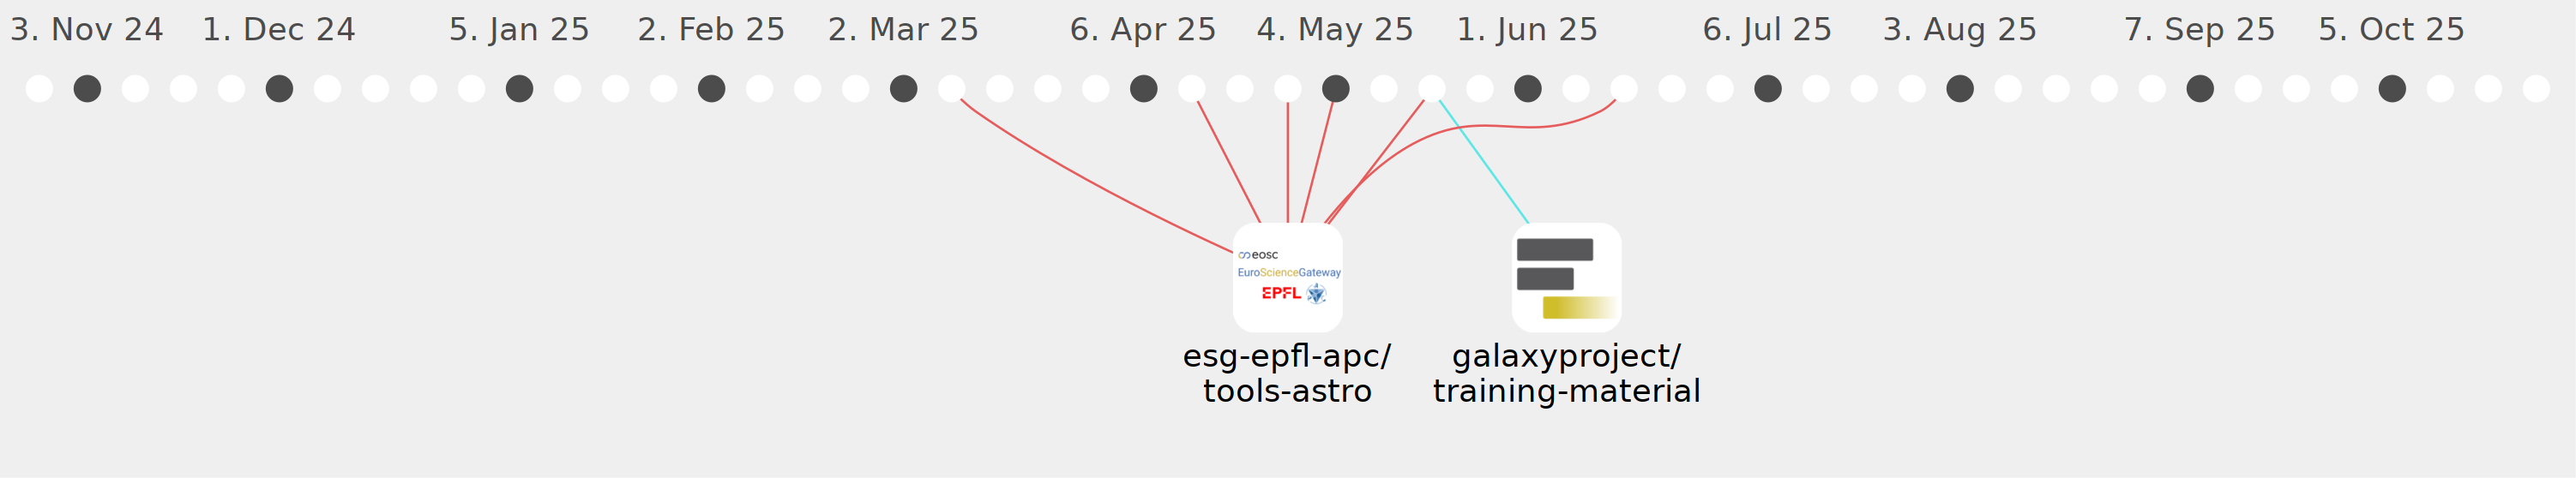 3. Nov 24 1. Dec 24 5. Jan 25 2. Feb 25 2. Mar 25 6. Apr 25 4. May 25 1. Jun 25 6. Jul 25 3. Aug 25 7. Sep 25 5. Oct 25
eosc
EuroScienceGateway
EPFL
esg-epfl-apc/
tools-astro
galaxyproject/
training-material